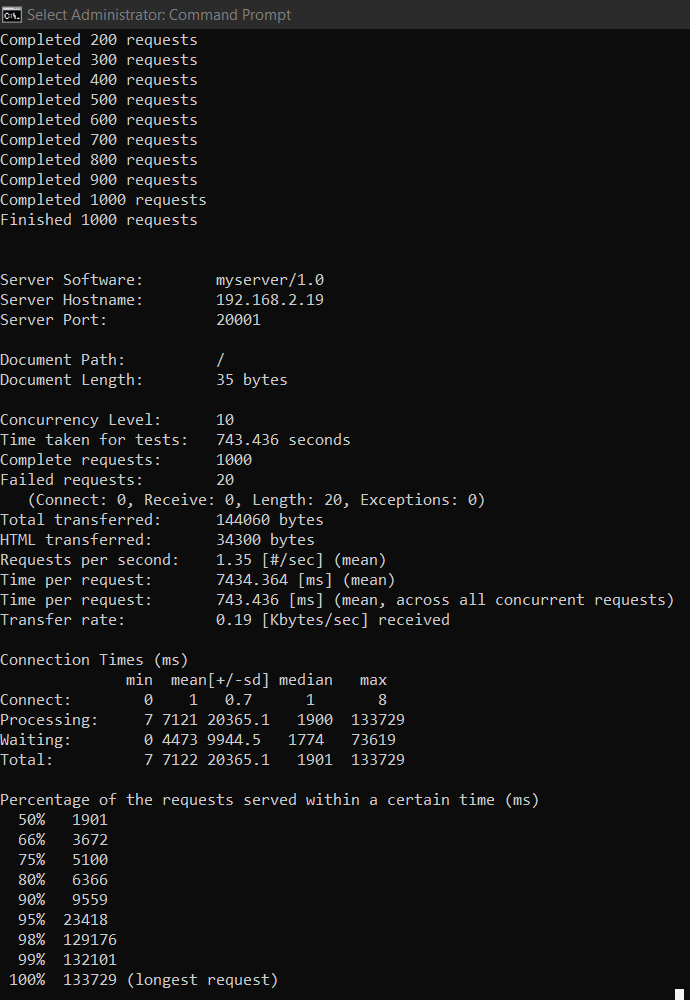 Select Administrator: Command Prompt
Completed 200 requests
Completed 300 requests
Completed 400 requests
Completed 500 requests
Completed 600 requests
Completed 700 requests
Completed 800 requests
Completed 900 requests
Completed 1000 requests
Finished 1000 requests


Server Software:        myserver/1.0
Server Hostname:        192.168.2.19
Server Port:            20001

Document Path:          /
Document Length:        35 bytes

Concurrency Level:      10
Time taken for tests:   743.436 seconds
Complete requests:      1000
Failed requests:        20
   (Connect: 0, Receive: 0, Length: 20, Exceptions: 0)
Total transferred:      144060 bytes
HTML transferred:       34300 bytes
Requests per second:    1.35 [#/sec] (mean)
Time per request:       7434.364 [ms] (mean)
Time per request:       743.436 [ms] (mean, across all concurrent requests)
Transfer rate:          0.19 [Kbytes/sec] received

Connection Times (ms)
              min  mean[+/-sd] median   max
Connect:        0    1   0.7      1       8
Processing:     7 7121 20365.1   1900  133729
Waiting:        0 4473 9944.5   1774   73619
Total:          7 7122 20365.1   1901  133729

Percentage of the requests served within a certain time (ms)
  50%   1901
  66%   3672
  75%   5100
  80%   6366
  90%   9559
  95%  23418
  98%  129176
  99%  132101
 100%  133729 (longest request)